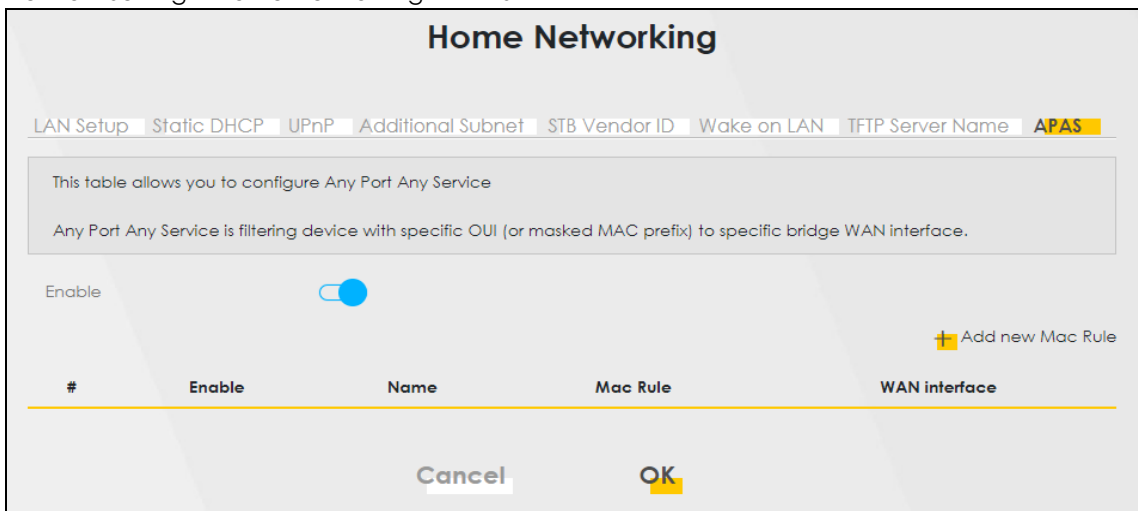 Home Networking
LAN Setup Static DHCP UPnP Additional Subnet STB Vendor ID Wake on LAN TFTP Server Name APAS
This table allows you to configure Any Port Any Service
Any Port Any Service is filtering device with specific OUI (or masked MAC prefix) to specific bridge WAN interface.
Enable
+ Add new Mac Rule
# Enable Name Mac Rule WAN interface
Cancel OK